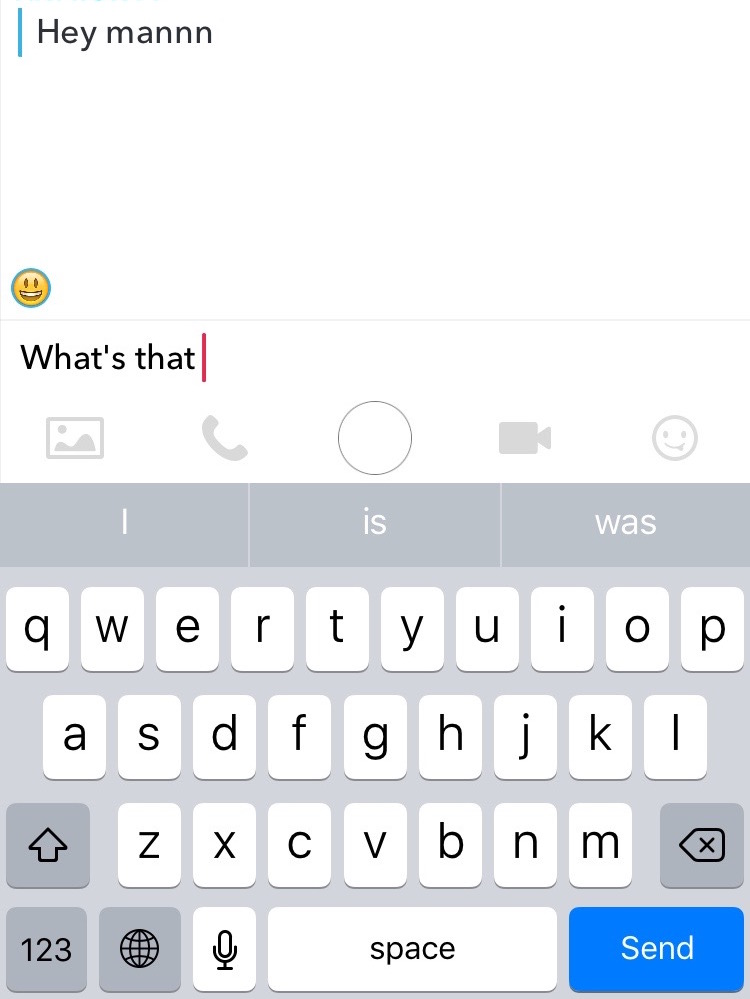 Hey mannn
What's that
I is was
q w e r t y u i o p
a s d f g h j k l
z x c v b n m
123 space Send